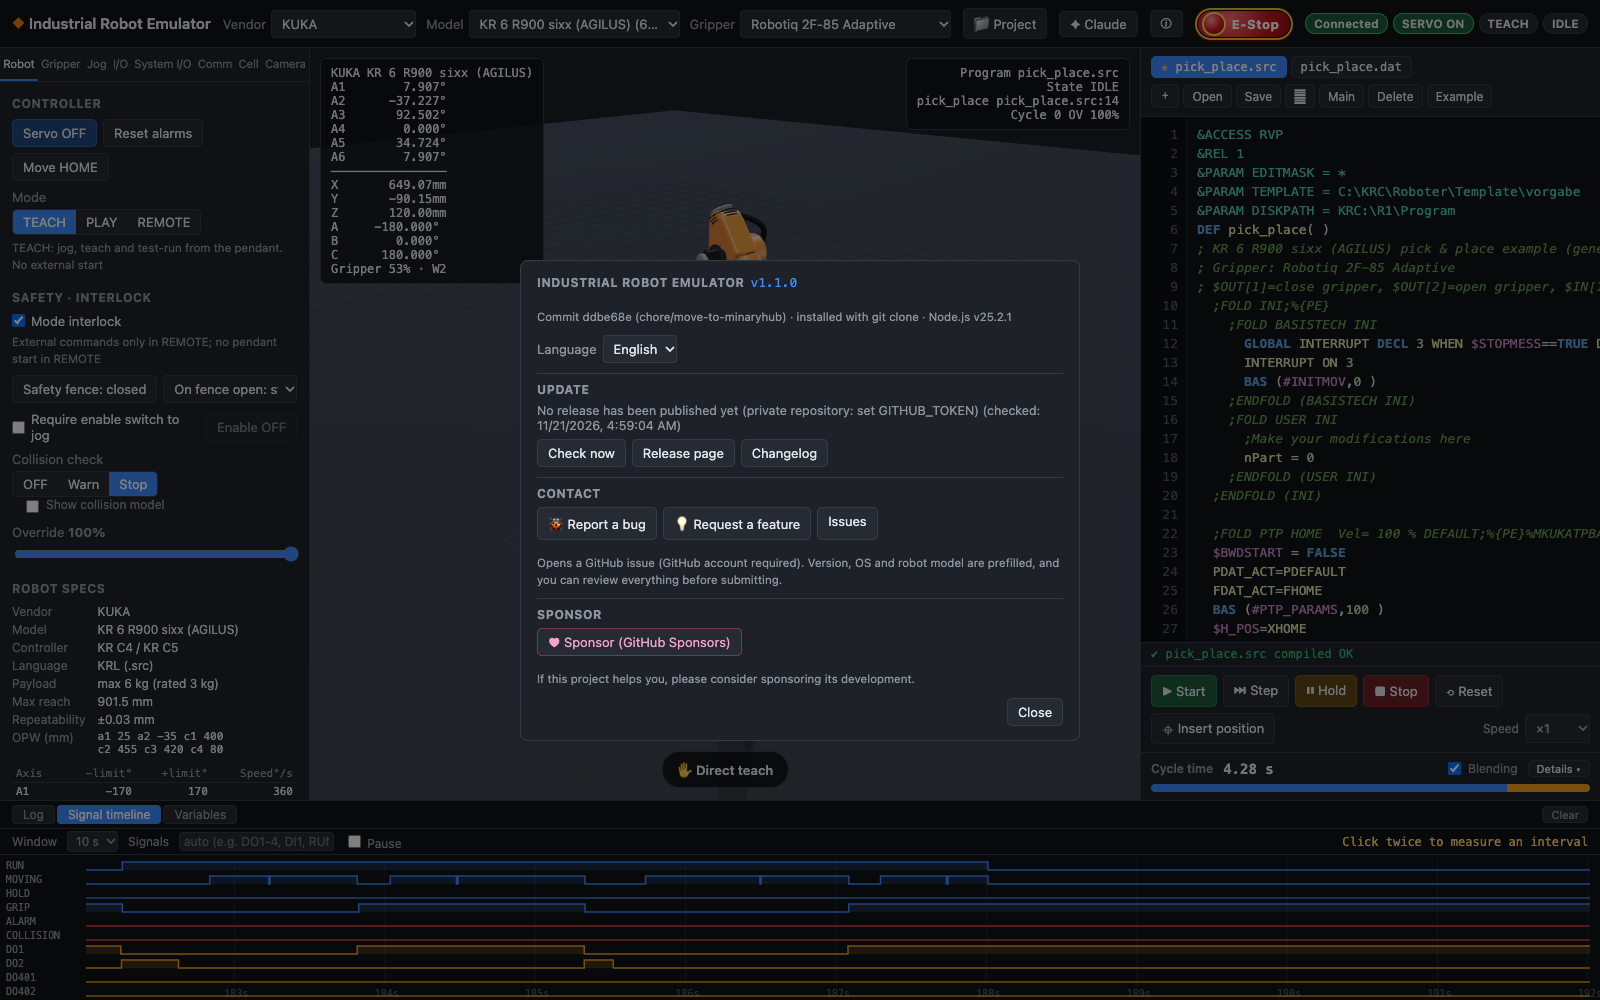 Industrial Robot Emulator Vendor KUKA Model KR 6 R900 sixx (AGILUS) (6... Gripper Robotiq 2F-85 Adaptive Project Claude E-Stop Connected SERVO ON TEACH IDLE
Robot Gripper Jog I/O System I/O Comm Cell Camera
CONTROLLER
Servo OFF Reset alarms
Move HOME
Mode
TEACH PLAY REMOTE
TEACH: jog, teach and test-run from the pendant.
No external start
SAFETY · INTERLOCK
Mode interlock
External commands only in REMOTE; no pendant
start in REMOTE
Safety fence: closed On fence open:
Require enable switch to
jog
Enable OFF
Collision check
OFF Warn Stop
Show collision model
Override 100%
ROBOT SPECS
Vendor KUKA
Model KR 6 R900 sixx (AGILUS)
Controller KR C4 / KR C5
Language KRL (.src)
Payload max 6 kg (rated 3 kg)
Max reach 901.5 mm
Repeatability ±0.03 mm
OPW (mm) a1 25 a2 -35 c1 400
c2 455 c3 420 c4 80
Axis -limit° +limit° Speed°/s
A1 -170 170 360
KUKA KR 6 R900 sixx (AGILUS)
A1 7.907°
A2 -37.227°
A3 92.502°
A4 0.000°
A5 34.724°
A6 7.907°
X 649.07mm
Y -90.15mm
Z 120.00mm
A -180.000°
B 0.000°
C 180.000°
Gripper 53% · W2
Program pick_place.src
State IDLE
pick_place pick_place.src:14
Cycle 0 OV 100%
INDUSTRIAL ROBOT EMULATOR v1.1.0
Commit ddbe68e (chore/move-to-minaryhub) · installed with git clone · Node.js v25.2.1
Language English
UPDATE
No release has been published yet (private repository: set GITHUB_TOKEN) (checked:
11/21/2026, 4:59:04 AM)
Check now Release page Changelog
CONTACT
Report a bug Request a feature Issues
Opens a GitHub issue (GitHub account required). Version, OS and robot model are prefilled, and
you can review everything before submitting.
SPONSOR
Sponsor (GitHub Sponsors)
If this project helps you, please consider sponsoring its development.
Close
Direct teach
pick_place.src pick_place.dat
+ Open Save Main Delete Example
1 &ACCESS RVP
2 &REL 1
3 &PARAM EDITMASK = *
4 &PARAM TEMPLATE = C:\KRC\Roboter\Template\vorgabe
5 &PARAM DISKPATH = KRC:\R1\Program
6 DEF pick_place( )
7 ; KR 6 R900 sixx (AGILUS) pick & place example (gene
8 ; Gripper: Robotiq 2F-85 Adaptive
9 ; $OUT[1]=close gripper, $OUT[2]=open gripper, $IN[1
10 ;FOLD INI;%{PE}
11 ;FOLD BASISTECH INI
12 GLOBAL INTERRUPT DECL 3 WHEN $STOPMESS==TRUE D
13 INTERRUPT ON 3
14 BAS (#INITMOV,0 )
15 ;ENDFOLD (BASISTECH INI)
16 ;FOLD USER INI
17 ;Make your modifications here
18 nPart = 0
19 ;ENDFOLD (USER INI)
20 ;ENDFOLD (INI)
21
22 ;FOLD PTP HOME Vel= 100 % DEFAULT;%{PE}%MKUKATPBA
23 $BWDSTART = FALSE
24 PDAT_ACT=PDEFAULT
25 FDAT_ACT=FHOME
26 BAS (#PTP_PARAMS,100 )
27 $H_POS=XHOME
✓ pick_place.src compiled OK
Start Step Hold Stop Reset
Insert position Speed ×1
Cycle time 4.28 s Blending Details
Log Signal timeline Variables Clear
Window 10 s Signals auto (e.g. DO1-4, DI1, RUN Pause Click twice to measure an interval
RUN
MOVING
HOLD
GRIP
ALARM
COLLISION
DO1
DO2
DO401
DO402
183s 184s 185s 186s 187s 188s 189s 190s 191s 192s